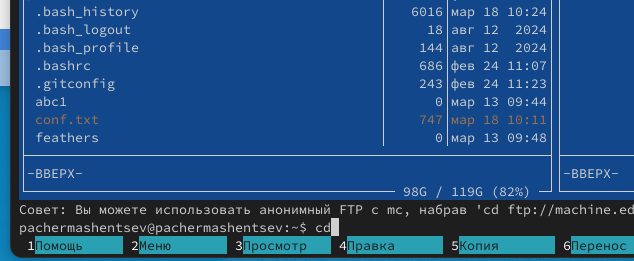 .bash_history 6016 мар 18 10:24
.bash_logout 18 авг 12 2024
.bash_profile 144 авг 12 2024
.bashrc 686 фев 24 11:07
.gitconfig 243 фев 24 11:23
abc1 0 мар 13 09:44
conf.txt 747 мар 18 10:11
feathers 0 мар 13 09:48
-ВВЕРХ- -ВВЕРХ-
98G / 119G (82%)
Совет: Вы можете использовать анонимный FTP с mc, набрав 'cd ftp://machine.ed
pachermashentsev@pachermashentsev:~$ cd
1Помощь 2Меню 3Просмотр 4Правка 5Копия 6Перенос